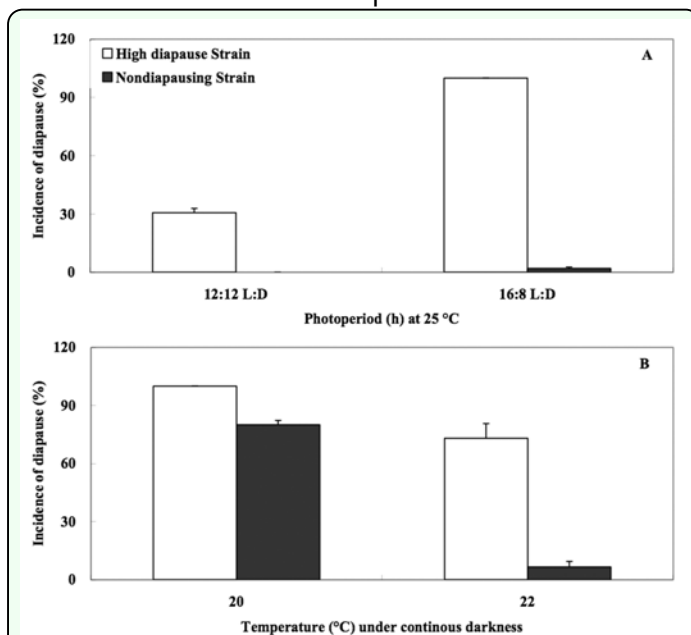 120
High diapause Strain
A
Nondiapausing Strain
90
60
30
0
12:12 L:D 16:8 L:D
Photoperiod (h) at 25 °C
Incidence of diapause (%)
120
B
90
60
30
0
20 22
Temperature (°C) under continous darkness
Incidence of diapause (%)